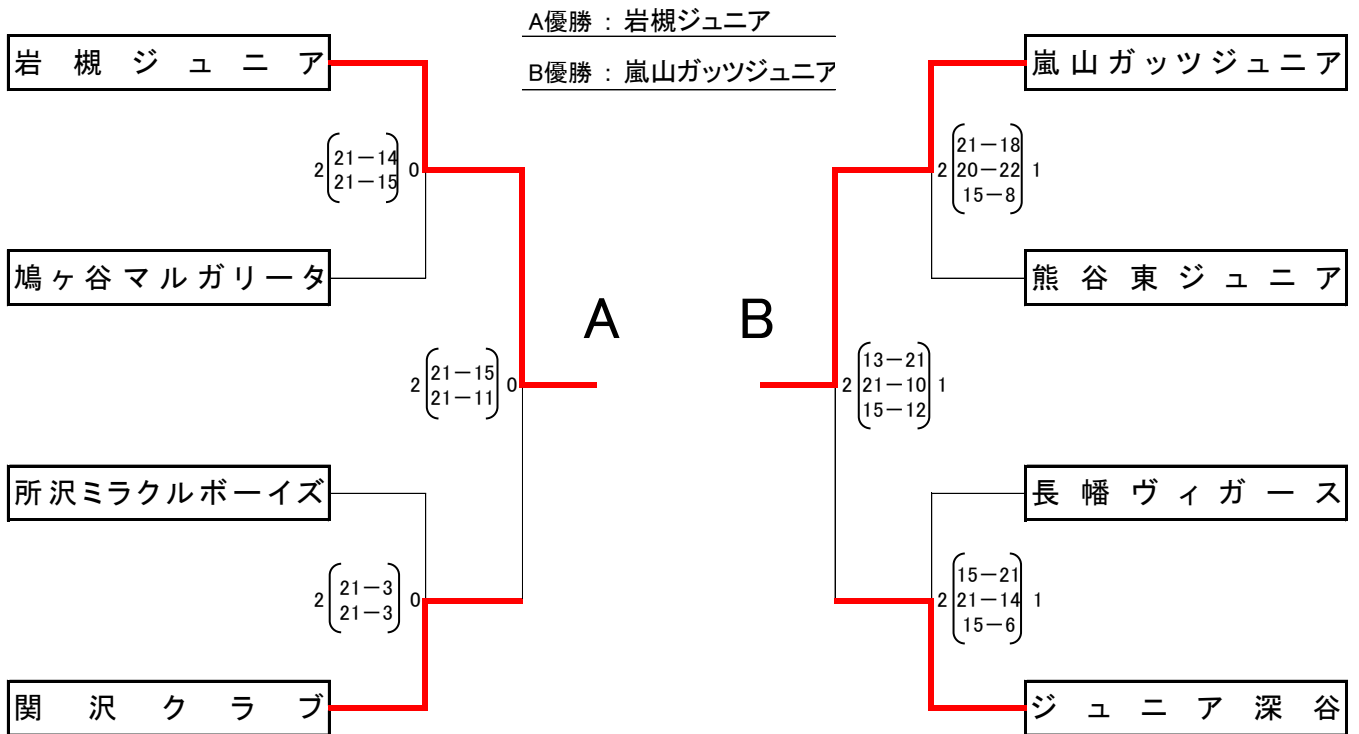 A優勝 : 岩槻ジュニア
B優勝 : 嵐山ガッツジュニア
岩槻ジュニア
2 21－14 0
21－15
鳩ヶ谷マルガリータ
A
2 21－15 0
21－11
所沢ミラクルボーイズ
2 21－3 0
21－3
関沢クラブ
嵐山ガッツジュニア
21－18
2 20－22 1
15－8
熊谷東ジュニア
B
13－21
2 21－10 1
15－12
長幡ヴィガース
15－21
2 21－14 1
15－6
ジュニア深谷